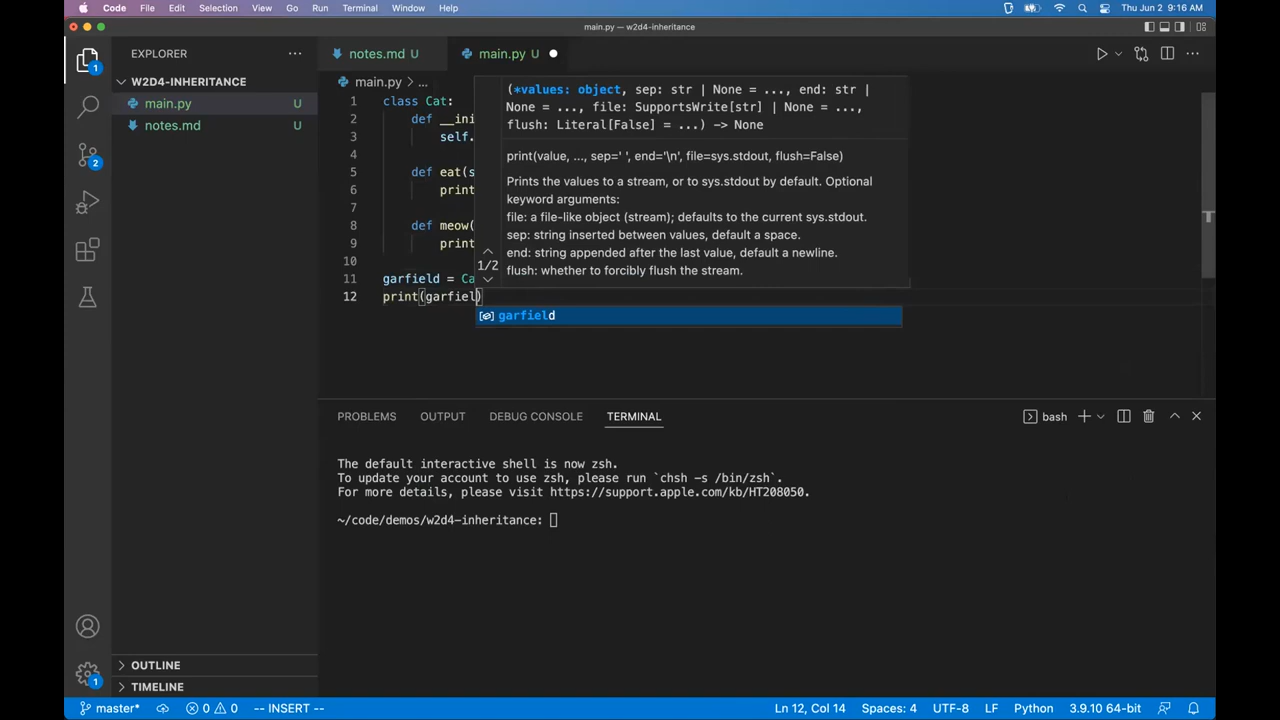 Code File Edit Selection View Go Run Terminal Window Help Thu Jun 2 9:16 AM
main.py — w2d4-inheritance
EXPLORER
notes.md U
main.py U
W2D4-INHERITANCE
main.py U
notes.md U
main.py > ...
1 class Cat:
2 def __ini
3 self.
4
5 def eat(s
6 print
7
8 def meow(
9 print
10
11 garfield = Ca
12 print(garfiel)
(*values: object, sep: str | None = ..., end: str |
None = ..., file: SupportsWrite[str] | None = ...,
flush: Literal[False] = ...) -> None
print(value, ..., sep=' ', end='\n', file=sys.stdout, flush=False)
Prints the values to a stream, or to sys.stdout by default. Optional
keyword arguments:
file: a file-like object (stream); defaults to the current sys.stdout.
sep: string inserted between values, default a space.
end: string appended after the last value, default a newline.
flush: whether to forcibly flush the stream.
1/2
garfield
PROBLEMS OUTPUT DEBUG CONSOLE TERMINAL
bash
The default interactive shell is now zsh.
To update your account to use zsh, please run `chsh -s /bin/zsh`.
For more details, please visit https://support.apple.com/kb/HT208050.
~/code/demos/w2d4-inheritance:
1
2
1
OUTLINE
TIMELINE
master* 0 0 -- INSERT -- Ln 12, Col 14 Spaces: 4 UTF-8 LF Python 3.9.10 64-bit